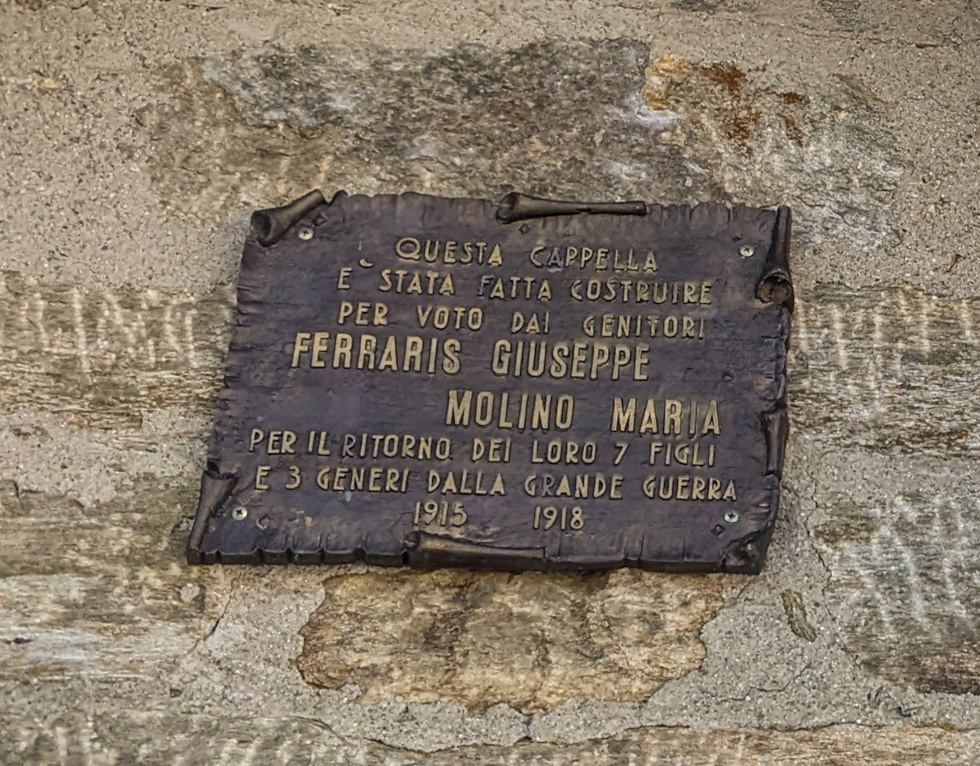 QUESTA CAPPELLA
E` STATA FATTA COSTRUIRE
PER VOTO DAI GENITORI
FERRARIS GIUSEPPE
MOLINO MARIA
PER IL RITORNO DEI LORO 7 FIGLI
E 3 GENERI DALLA GRANDE GUERRA
1915 1918